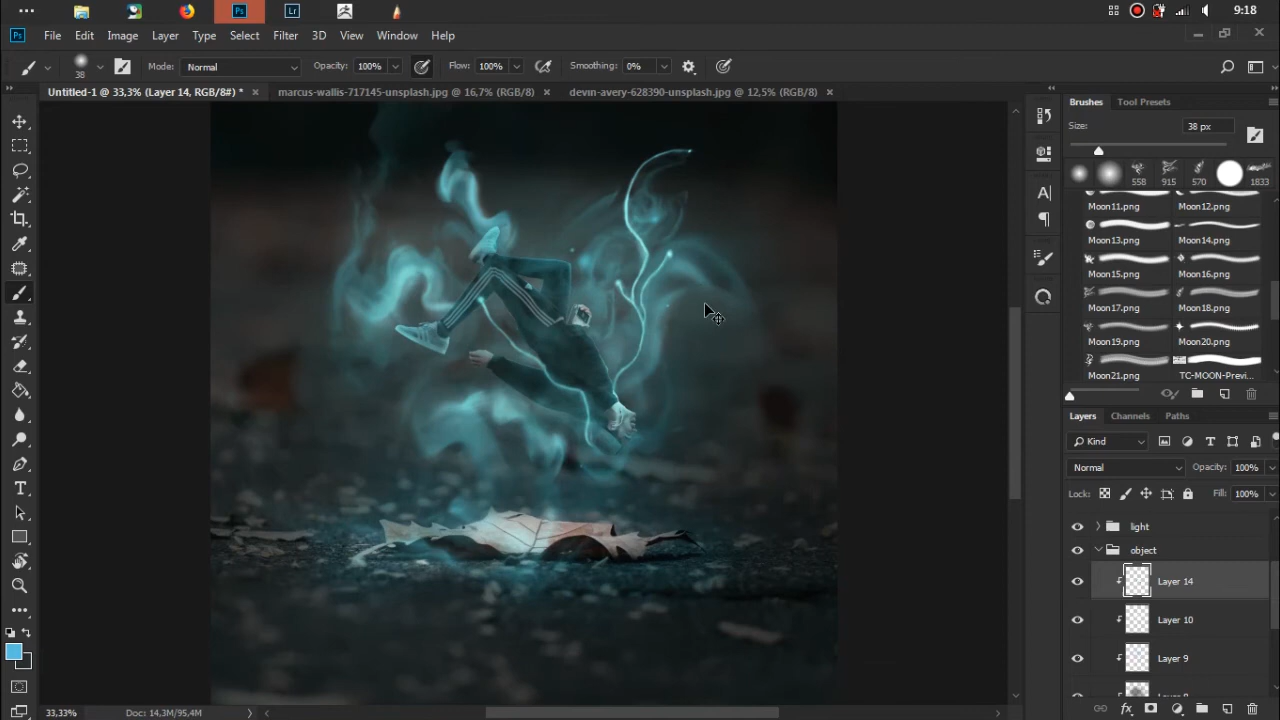 Ps Lr 9:18
Ps File Edit Image Layer Type Select Filter 3D View Window Help
38 Mode: Normal Opacity: 100% Flow: 100% Smoothing: 0%
Untitled-1 @ 33,3% (Layer 14, RGB/8#) * marcus-wallis-717145-unsplash.jpg @ 16,7% (RGB/8) devin-avery-628390-unsplash.jpg @ 12,5% (RGB/8)
Brushes Tool Presets
Size: 38 px
558 915 570 1833
Moon11.png Moon12.png
Moon13.png Moon14.png
Moon15.png Moon16.png
Moon17.png Moon18.png
Moon19.png Moon20.png
Moon21.png TC-MOON-Previ...
Layers Channels Paths
Kind
Normal Opacity: 100%
Lock: Fill: 100%
light
object
Layer 14
Layer 10
Layer 9
33,33% Doc: 14,3M/95,4M